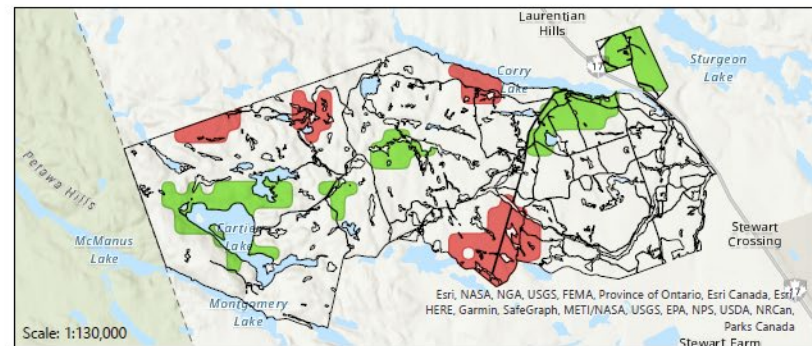 Laurentian
Hills
17
Sturgeon
Lake
Corry
Lake
Petawa Hills
Cartier
Lake
McManus
Lake
Stewart
Crossing
Montgomery
Lake
17
Esri, NASA, NGA, USGS, FEMA, Province of Ontario, Esri Canada, Esri,
HERE, Garmin, SafeGraph, METI/NASA, USGS, EPA, NPS, USDA, NRCan,
Parks Canada
Scale: 1:130,000
Stewart Farm